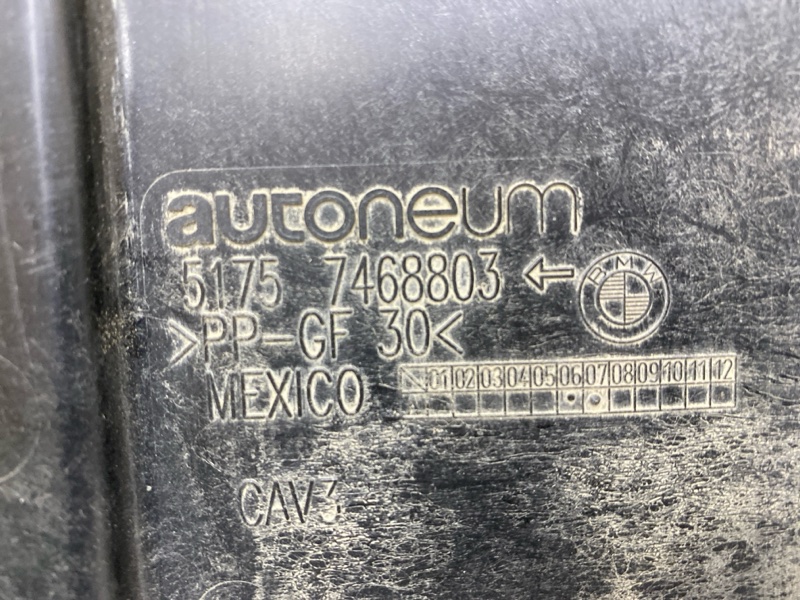 autoneum
5175 7468803 ⇦ BMW
>PP-GF 30<
MEXICO 01 02 03 04 05 06 07 08 09 10 11 12
CAV3